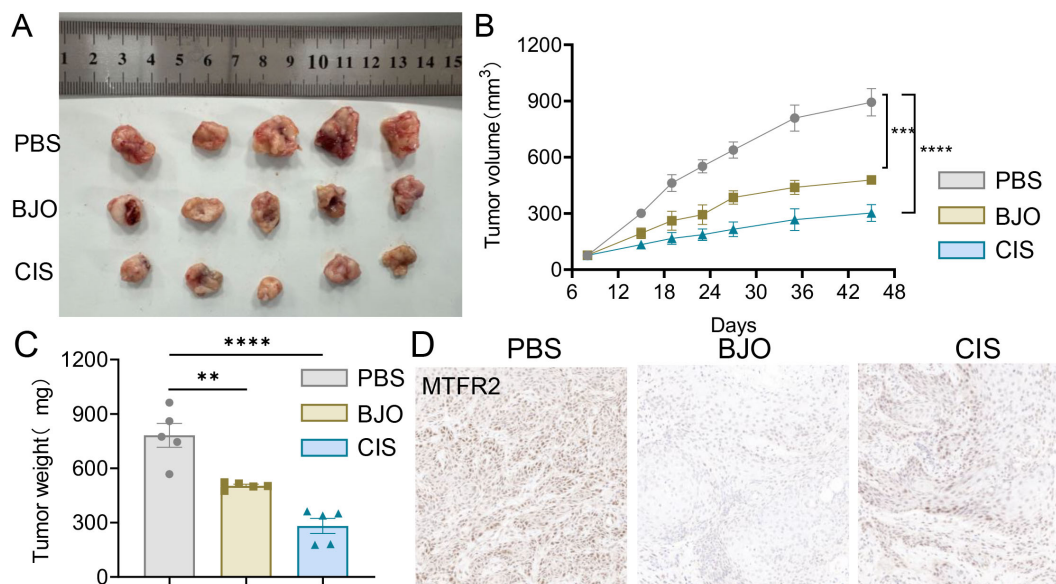 A
1 2 3 4 5 6 7 8 9 10 11 12 13 14 15
PBS
BJO
CIS
B
Tumor volume(mm³)
1200
900
600
300
0
6 12 18 24 30 36 42 48
Days
***
****
PBS
BJO
CIS
C
Tumor weight( mg)
1200
900
600
300
0
****
**
PBS
BJO
CIS
D
PBS BJO CIS
MTFR2